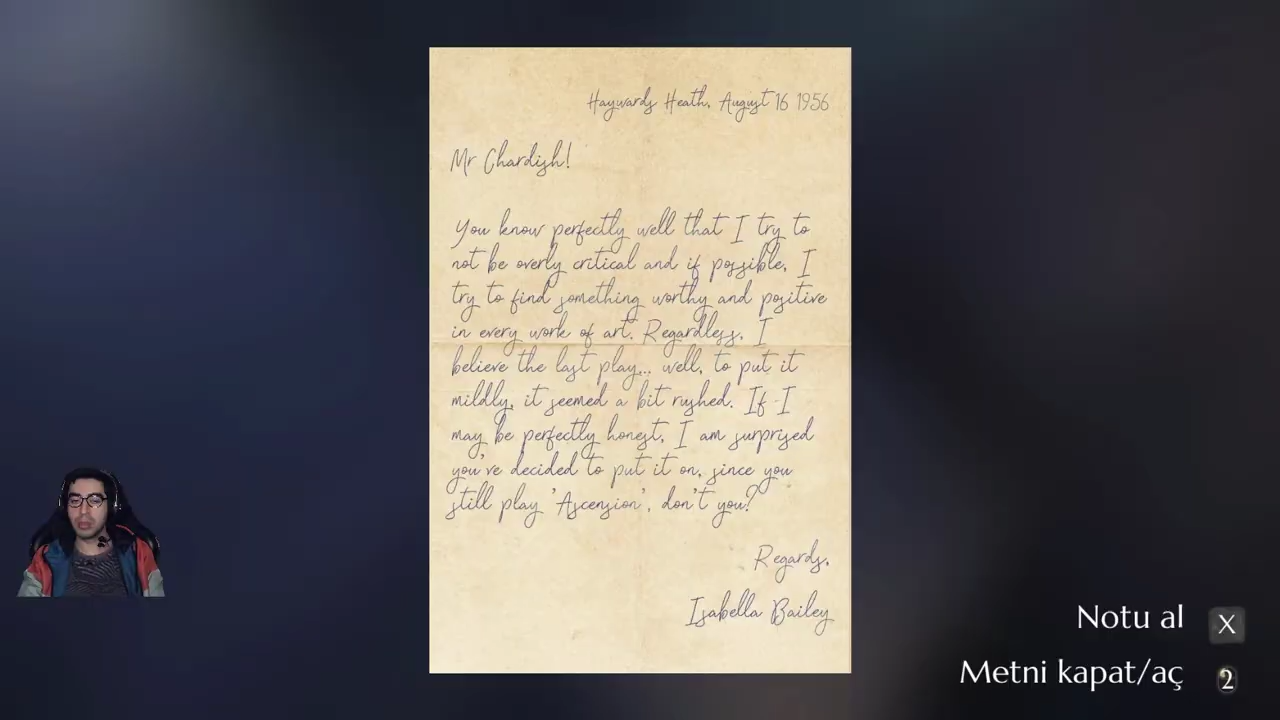 Haywards Heath, August 16 1956
Mr Chardish!
You know perfectly well that I try to
not be overly critical and if possible, I
try to find something worthy and positive
in every work of art. Regardless, I
believe the last play... well, to put it
mildly, it seemed a bit rushed. If I
may be perfectly honest, I am surprised
you've decided to put it on, since you
still play 'Ascension', don't you?
Regards,
Isabella Bailey
Notu al X
Metni kapat/aç 2